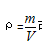 ρ = m/V